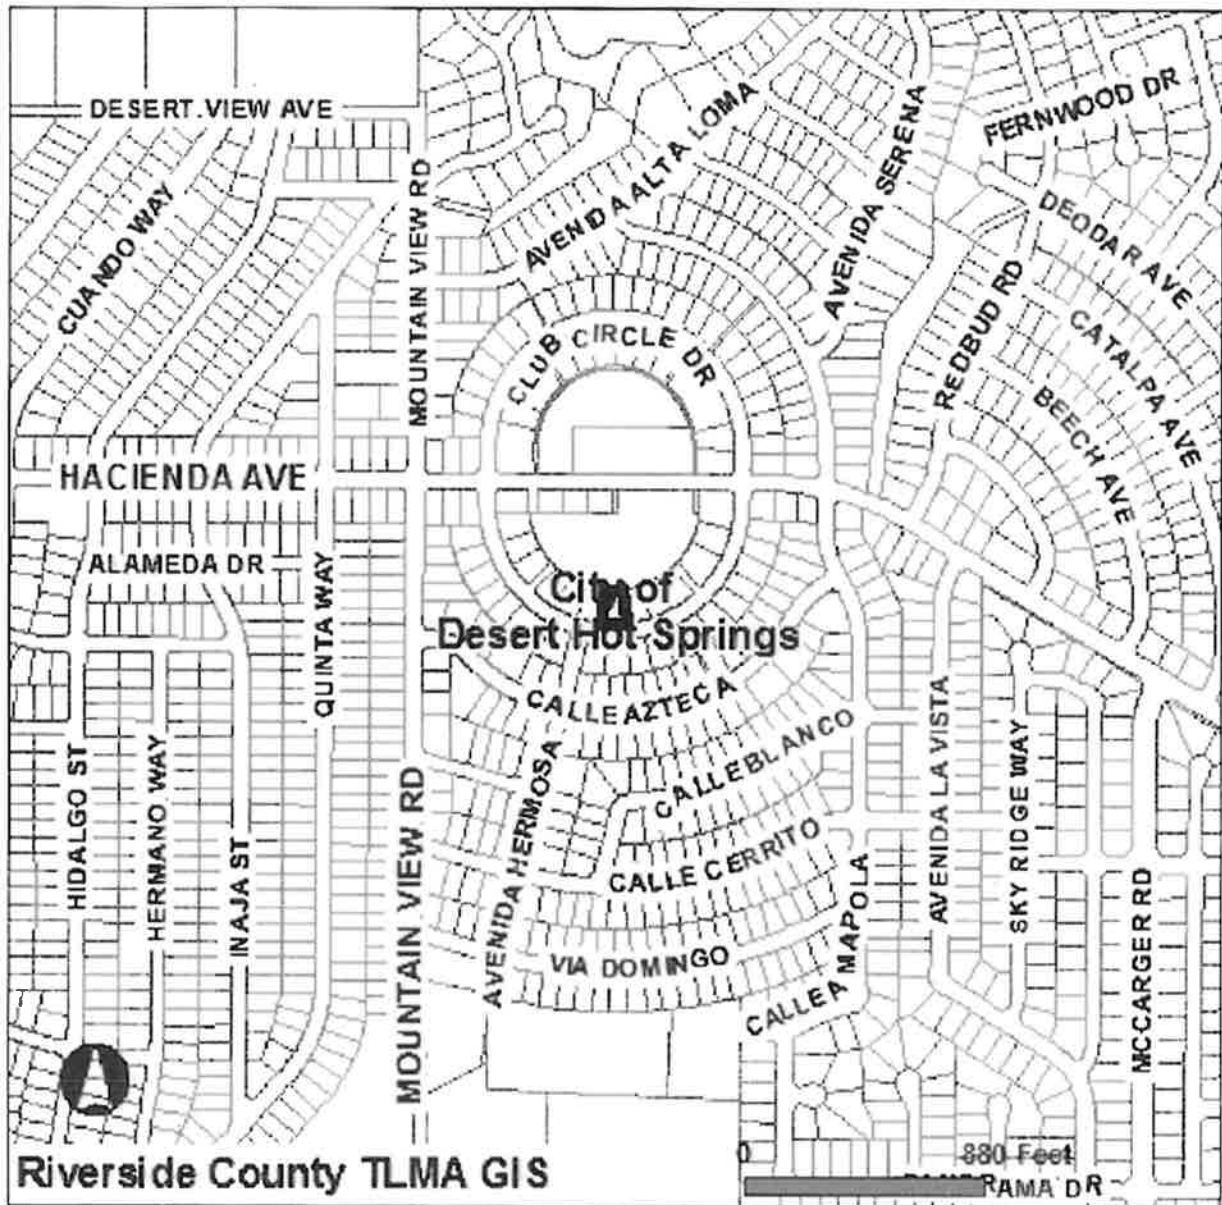 DESERT VIEW AVE
CUANDO WAY
MOUNTAIN VIEW RD
AVENIDA ALTA LOMA
AVENIDA SERENA
FERNWOOD DR
DEODAR AVE
CATALPA AVE
BEECH AVE
REDBUD RD
CLUB CIRCLE DR
HACIENDA AVE
ALAMEDA DR
QUINTA WAY
City of
Desert Hot Springs
CALLE AZTECA
CALLE BLANCO
CALLE CERRITO
VIA DOMINGO
AVENIDA HERMOSA
MOUNTAIN VIEW RD
HIDALGO ST
HERMANO WAY
INAJA ST
CALLE AMAPOLA
AVENIDA LA VISTA
SKY RIDGE WAY
MCCARGER RD
0 880 Feet
RAMA DR
Riverside County TLMA GIS